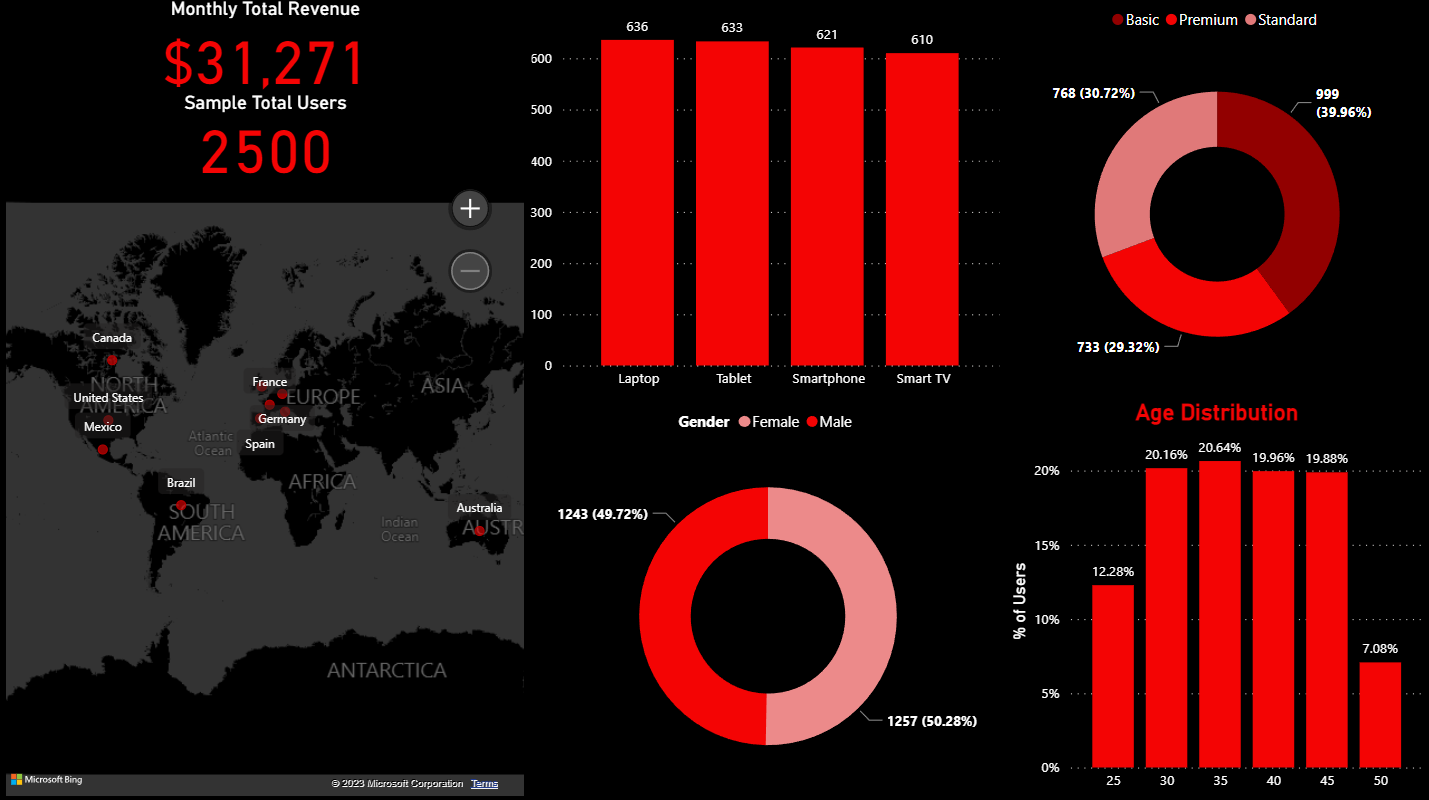 Monthly Total Revenue
$31,271
Sample Total Users
2500
Canada
NORTH
AMERICA
United States
Mexico
France
EUROPE
Germany
Spain
ASIA
Atlantic
Ocean
AFRICA
Brazil
SOUTH
AMERICA
Indian
Ocean
Australia
AUSTR
ANTARCTICA
Microsoft Bing
© 2023 Microsoft Corporation Terms
636
633
621
610
600
500
400
300
200
100
0
Laptop
Tablet
Smartphone
Smart TV
Gender Female Male
1243 (49.72%)
1257 (50.28%)
Basic Premium Standard
768 (30.72%)
999
(39.96%)
733 (29.32%)
Age Distribution
% of Users
20%
15%
10%
5%
0%
12.28%
20.16%
20.64%
19.96%
19.88%
7.08%
25
30
35
40
45
50